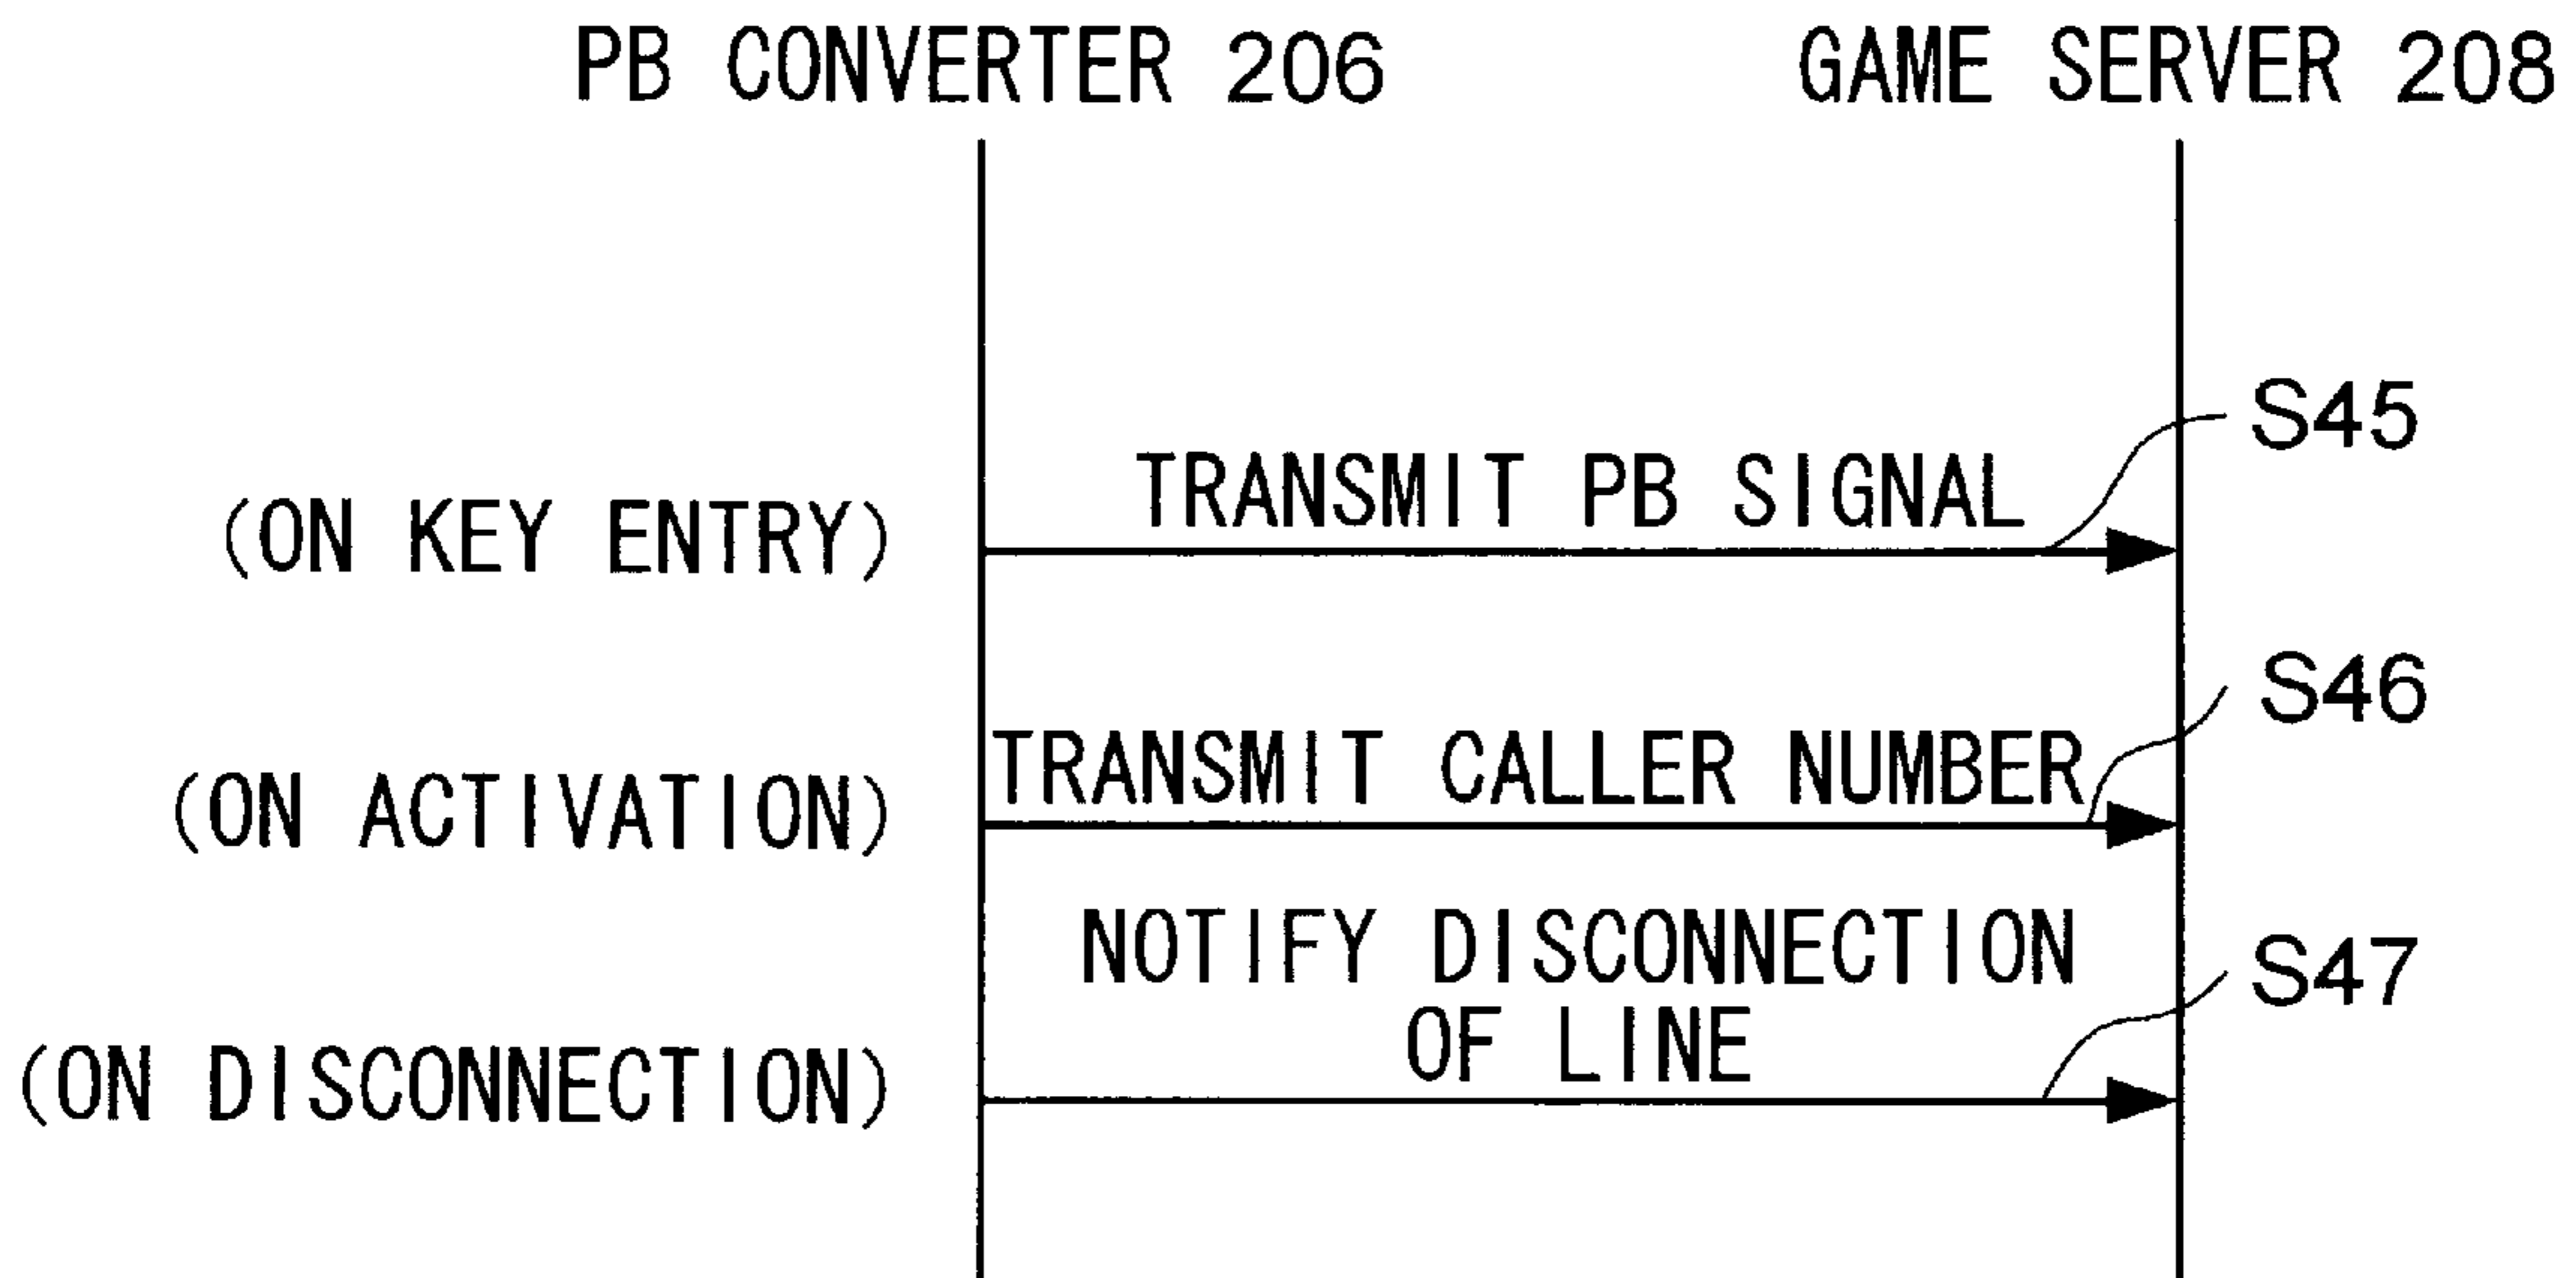 PB CONVERTER 206
GAME SERVER 208
S45
(ON KEY ENTRY)
TRANSMIT PB SIGNAL
S46
(ON ACTIVATION)
TRANSMIT CALLER NUMBER
S47
(ON DISCONNECTION)
NOTIFY DISCONNECTION
OF LINE